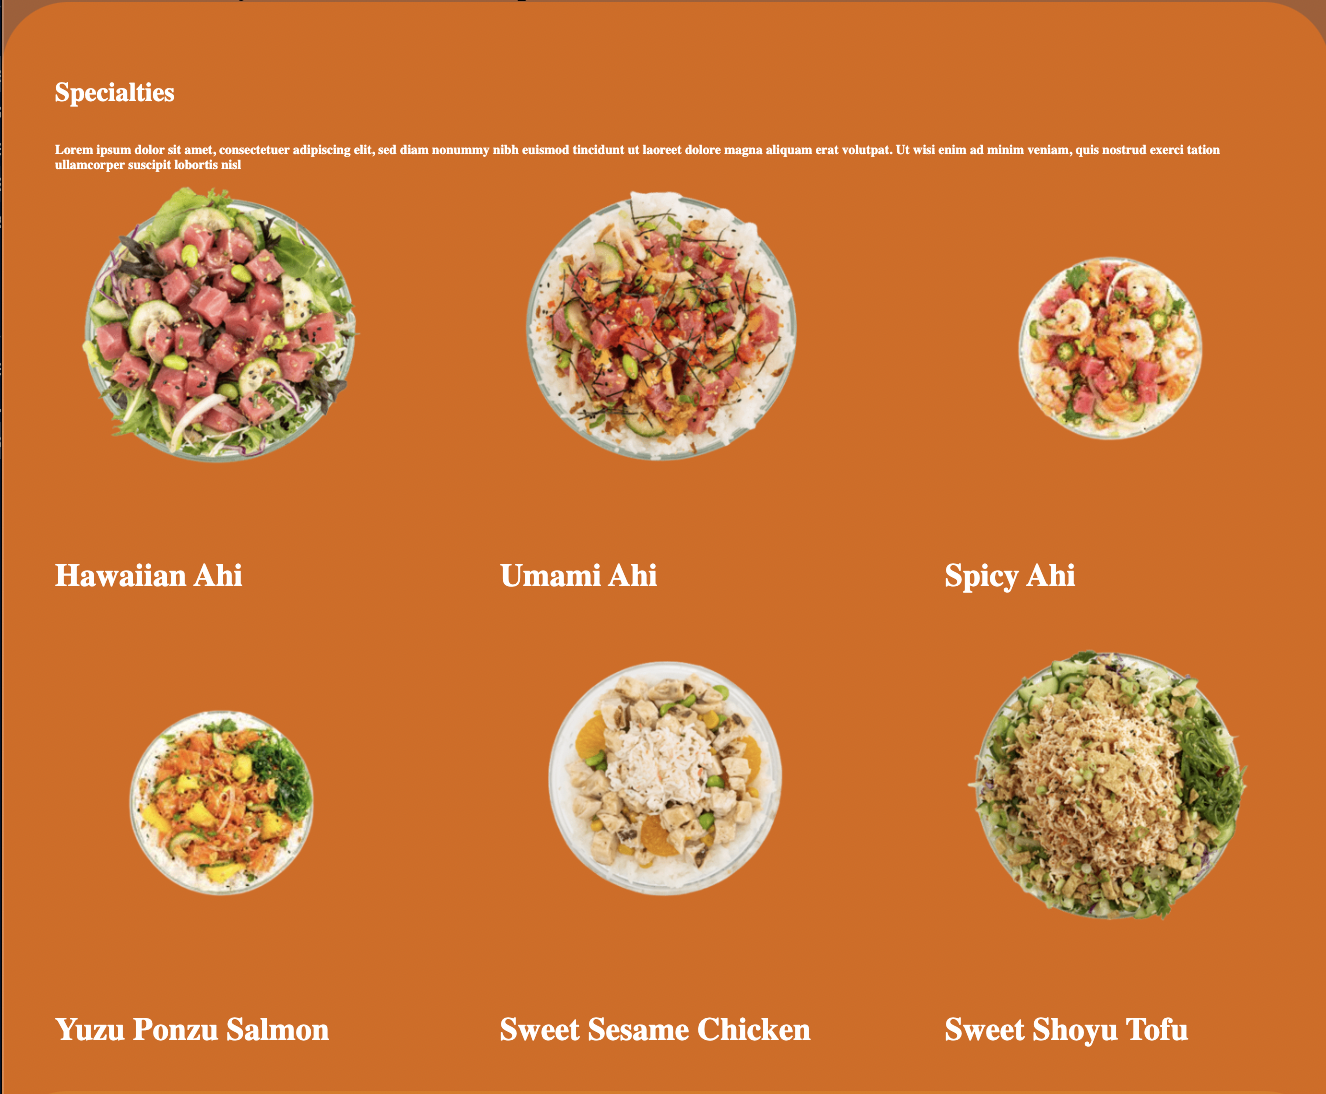 Specialties
Lorem ipsum dolor sit amet, consectetuer adipiscing elit, sed diam nonummy nibh euismod tincidunt ut laoreet dolore magna aliquam erat volutpat. Ut wisi enim ad minim veniam, quis nostrud exerci tation
ullamcorper suscipit lobortis nisl
Hawaiian Ahi
Umami Ahi
Spicy Ahi
Yuzu Ponzu Salmon
Sweet Sesame Chicken
Sweet Shoyu Tofu